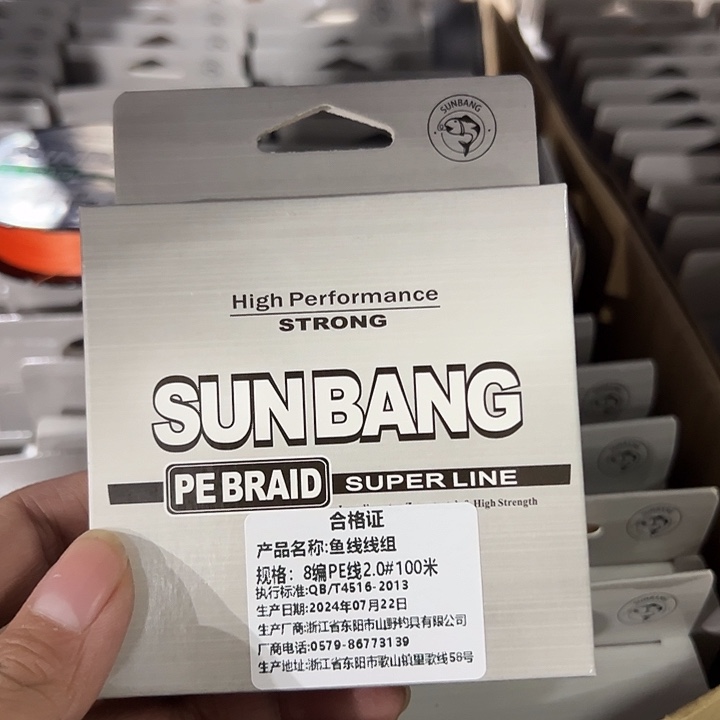 SUNBANG
High Performance
STRONG
SUNBANG
PE BRAID SUPER LINE
& High Strength
合格证
产品名称:鱼线线组
规格: 8编PE线2.0#100米
执行标准:QB/T4516-2013
生产日期:2024年07月22日
生产厂商:浙江省东阳市山野钓具有限公司
厂商电话:0579-86773139
生产地址:浙江省东阳市歌山镇里歌线58号